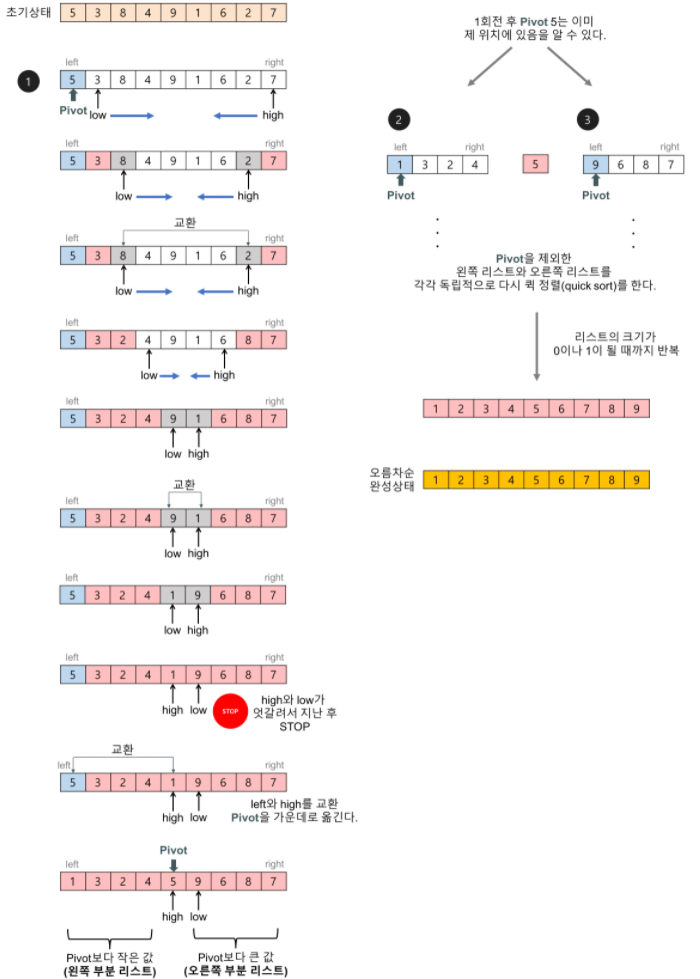 초기상태 5 3 8 4 9 1 6 2 7
left right
1 5 3 8 4 9 1 6 2 7
Pivot low high
5 3 8 4 9 1 6 2 7
low high
교환
left right
5 3 8 4 9 1 6 2 7
low high
left right
5 3 2 4 9 1 6 8 7
low high
left right
5 3 2 4 9 1 6 8 7
low high
교환
left right
5 3 2 4 9 1 6 8 7
low high
left right
5 3 2 4 1 9 6 8 7
low high
left right
5 3 2 4 1 9 6 8 7
high low
STOP
high와 low가
엇갈려서 지난 후
STOP
교환
left right
5 3 2 4 1 9 6 8 7
high low
left와 high를 교환
Pivot을 가운데로 옮긴다.
Pivot
left right
1 3 2 4 5 9 6 8 7
high low
Pivot보다 작은 값
(왼쪽 부분 리스트)
Pivot보다 큰 값
(오른쪽 부분 리스트)
1회전 후 Pivot 5는 이미
제 위치에 있음을 알 수 있다.
2 3
left right left right
1 3 2 4 5 9 6 8 7
Pivot Pivot
Pivot을 제외한
왼쪽 리스트와 오른쪽 리스트를
각각 독립적으로 다시 퀵 정렬(quick sort)를 한다.
리스트의 크기가
0이나 1이 될 때까지 반복
1 2 3 4 5 6 7 8 9
오름차순
완성상태
1 2 3 4 5 6 7 8 9